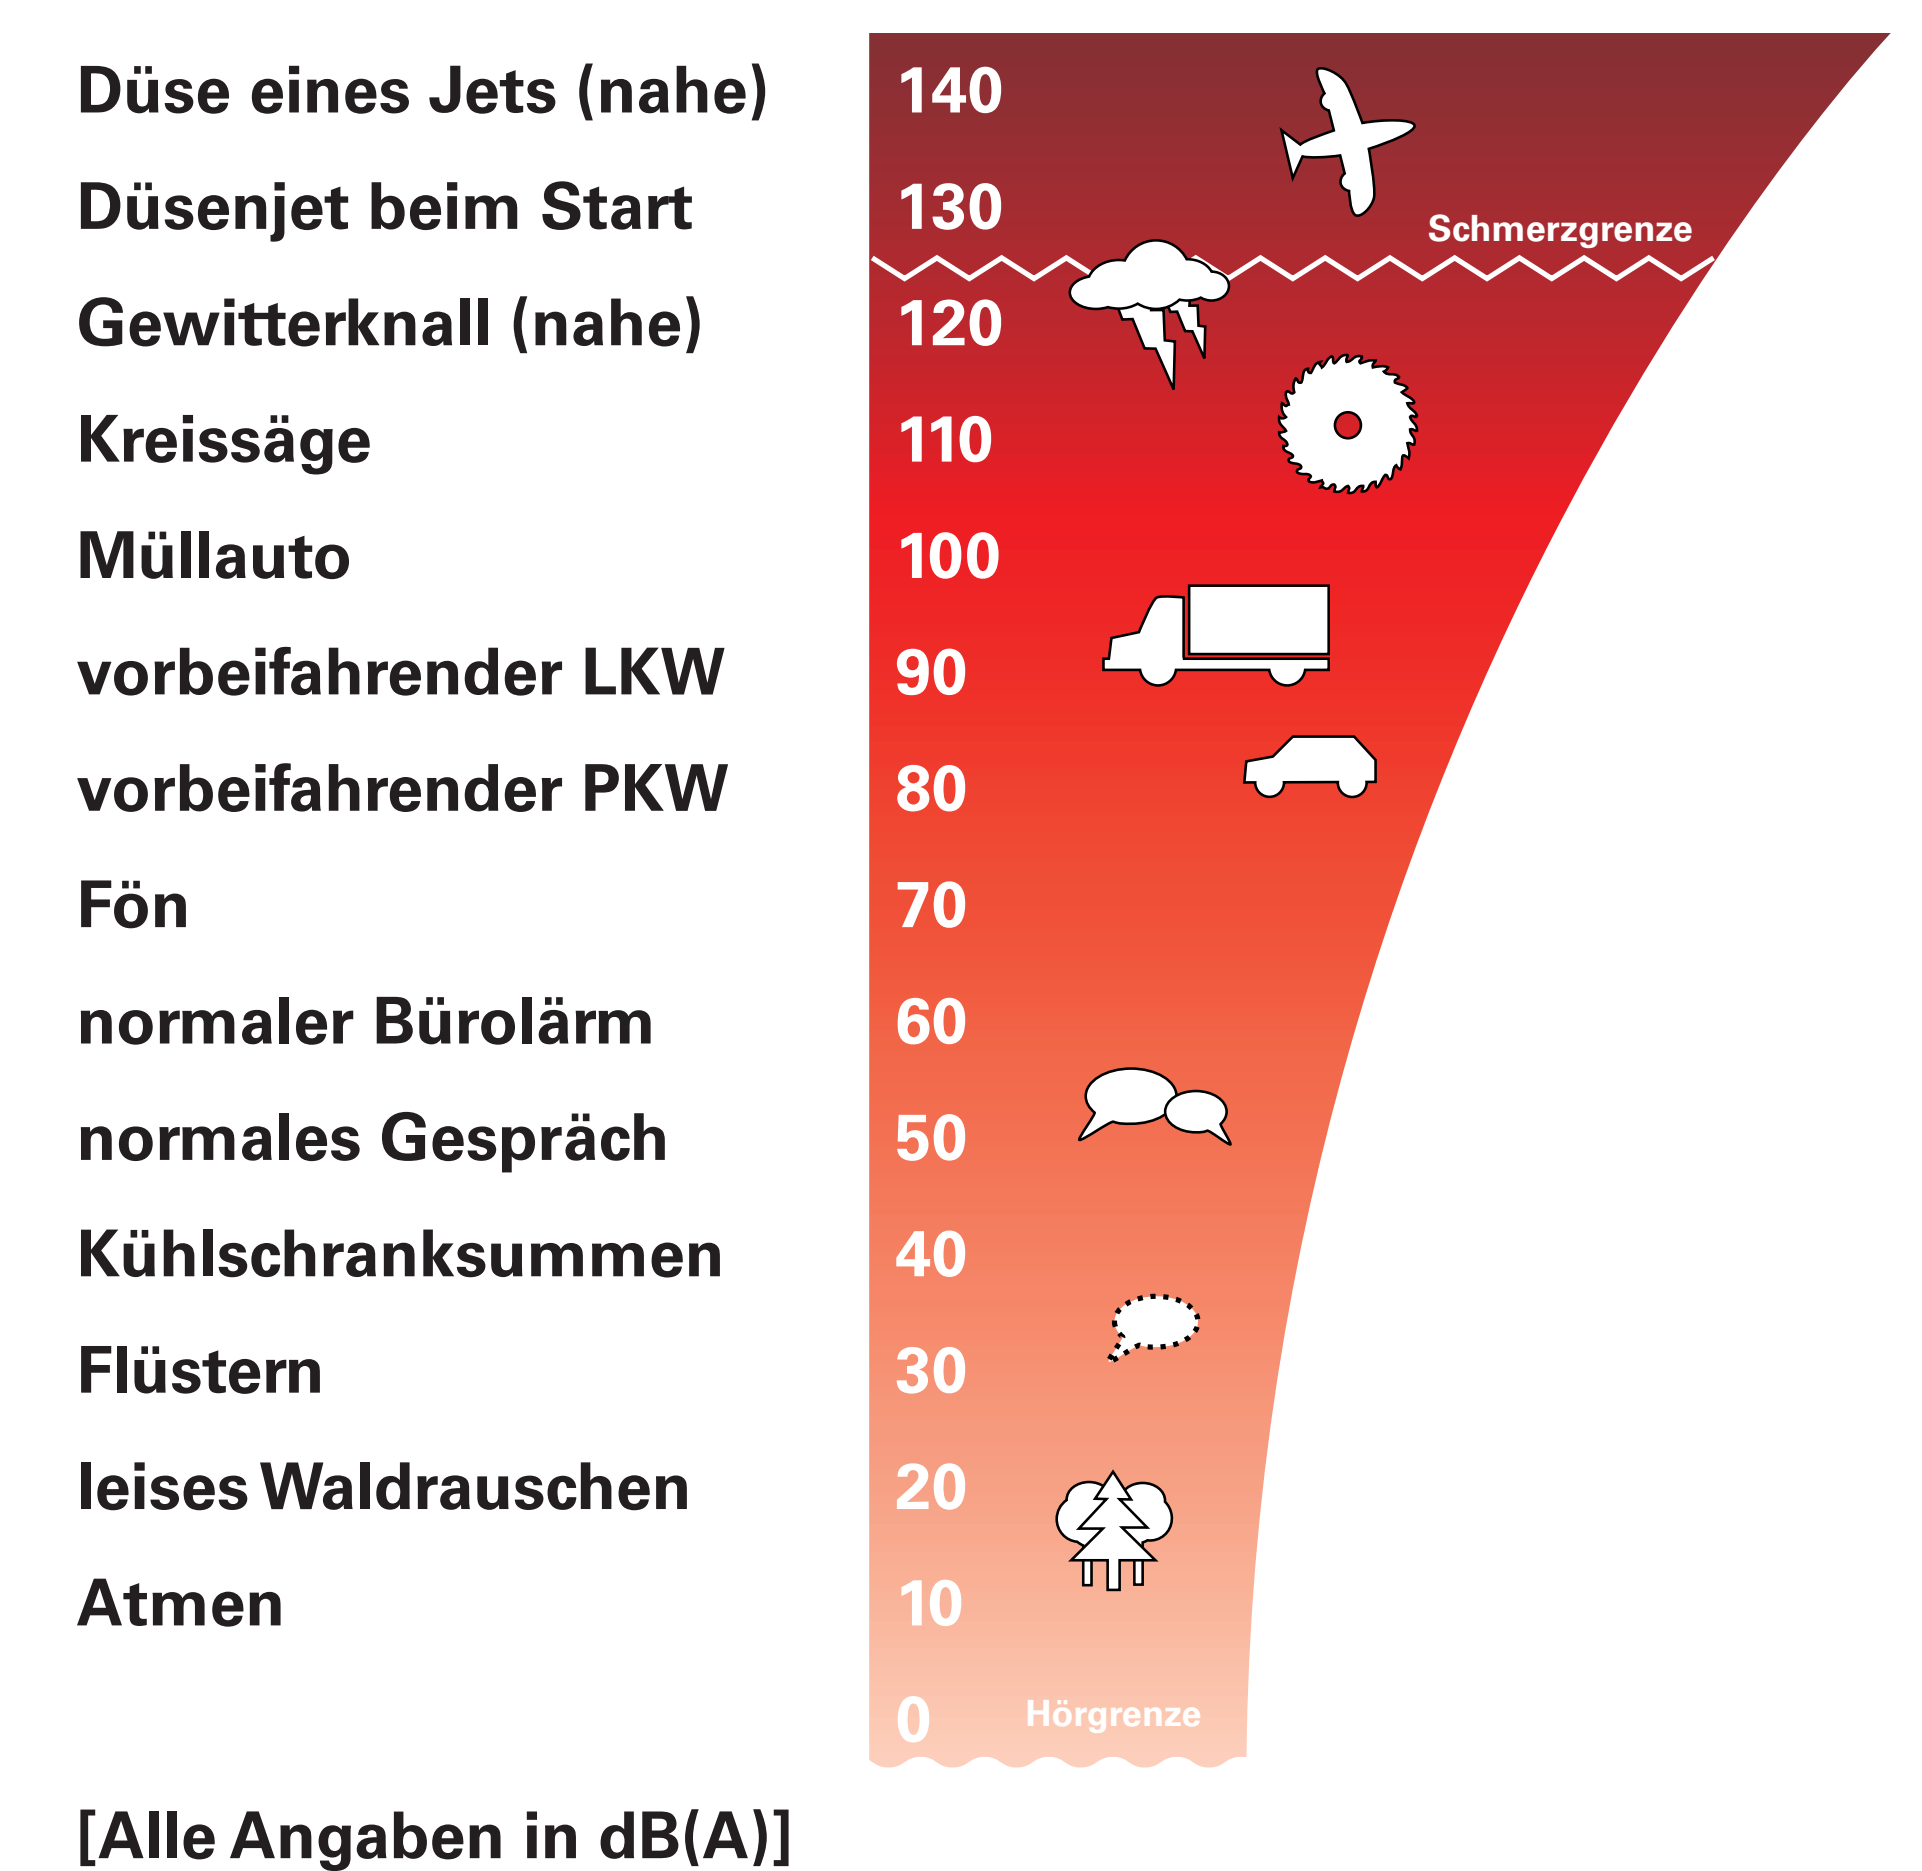 Düse eines Jets (nahe) 140
Düsenjet beim Start 130
Schmerzgrenze
Gewitterknall (nahe) 120
Kreissäge 110
Müllauto 100
vorbeifahrender LKW 90
vorbeifahrender PKW 80
Fön 70
normaler Bürolärm 60
normales Gespräch 50
Kühlschranksummen 40
Flüstern 30
leises Waldrauschen 20
Atmen 10
0 Hörgrenze
[Alle Angaben in dB(A)]